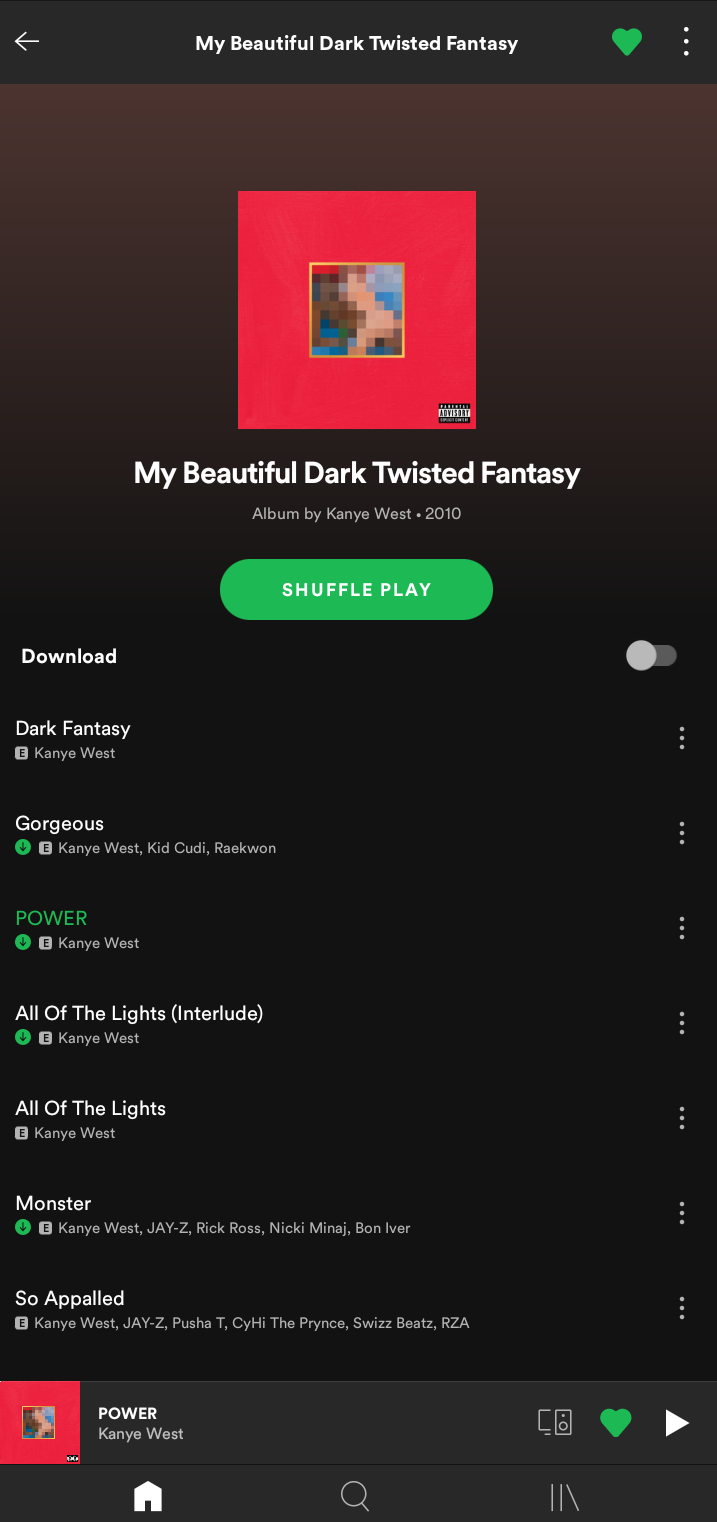 My Beautiful Dark Twisted Fantasy
PARENTAL
ADVISORY
EXPLICIT CONTENT
My Beautiful Dark Twisted Fantasy
Album by Kanye West • 2010
SHUFFLE PLAY
Download
Dark Fantasy
E Kanye West
Gorgeous
E Kanye West, Kid Cudi, Raekwon
POWER
E Kanye West
All Of The Lights (Interlude)
E Kanye West
All Of The Lights
E Kanye West
Monster
E Kanye West, JAY-Z, Rick Ross, Nicki Minaj, Bon Iver
So Appalled
E Kanye West, JAY-Z, Pusha T, CyHi The Prynce, Swizz Beatz, RZA
POWER
Kanye West